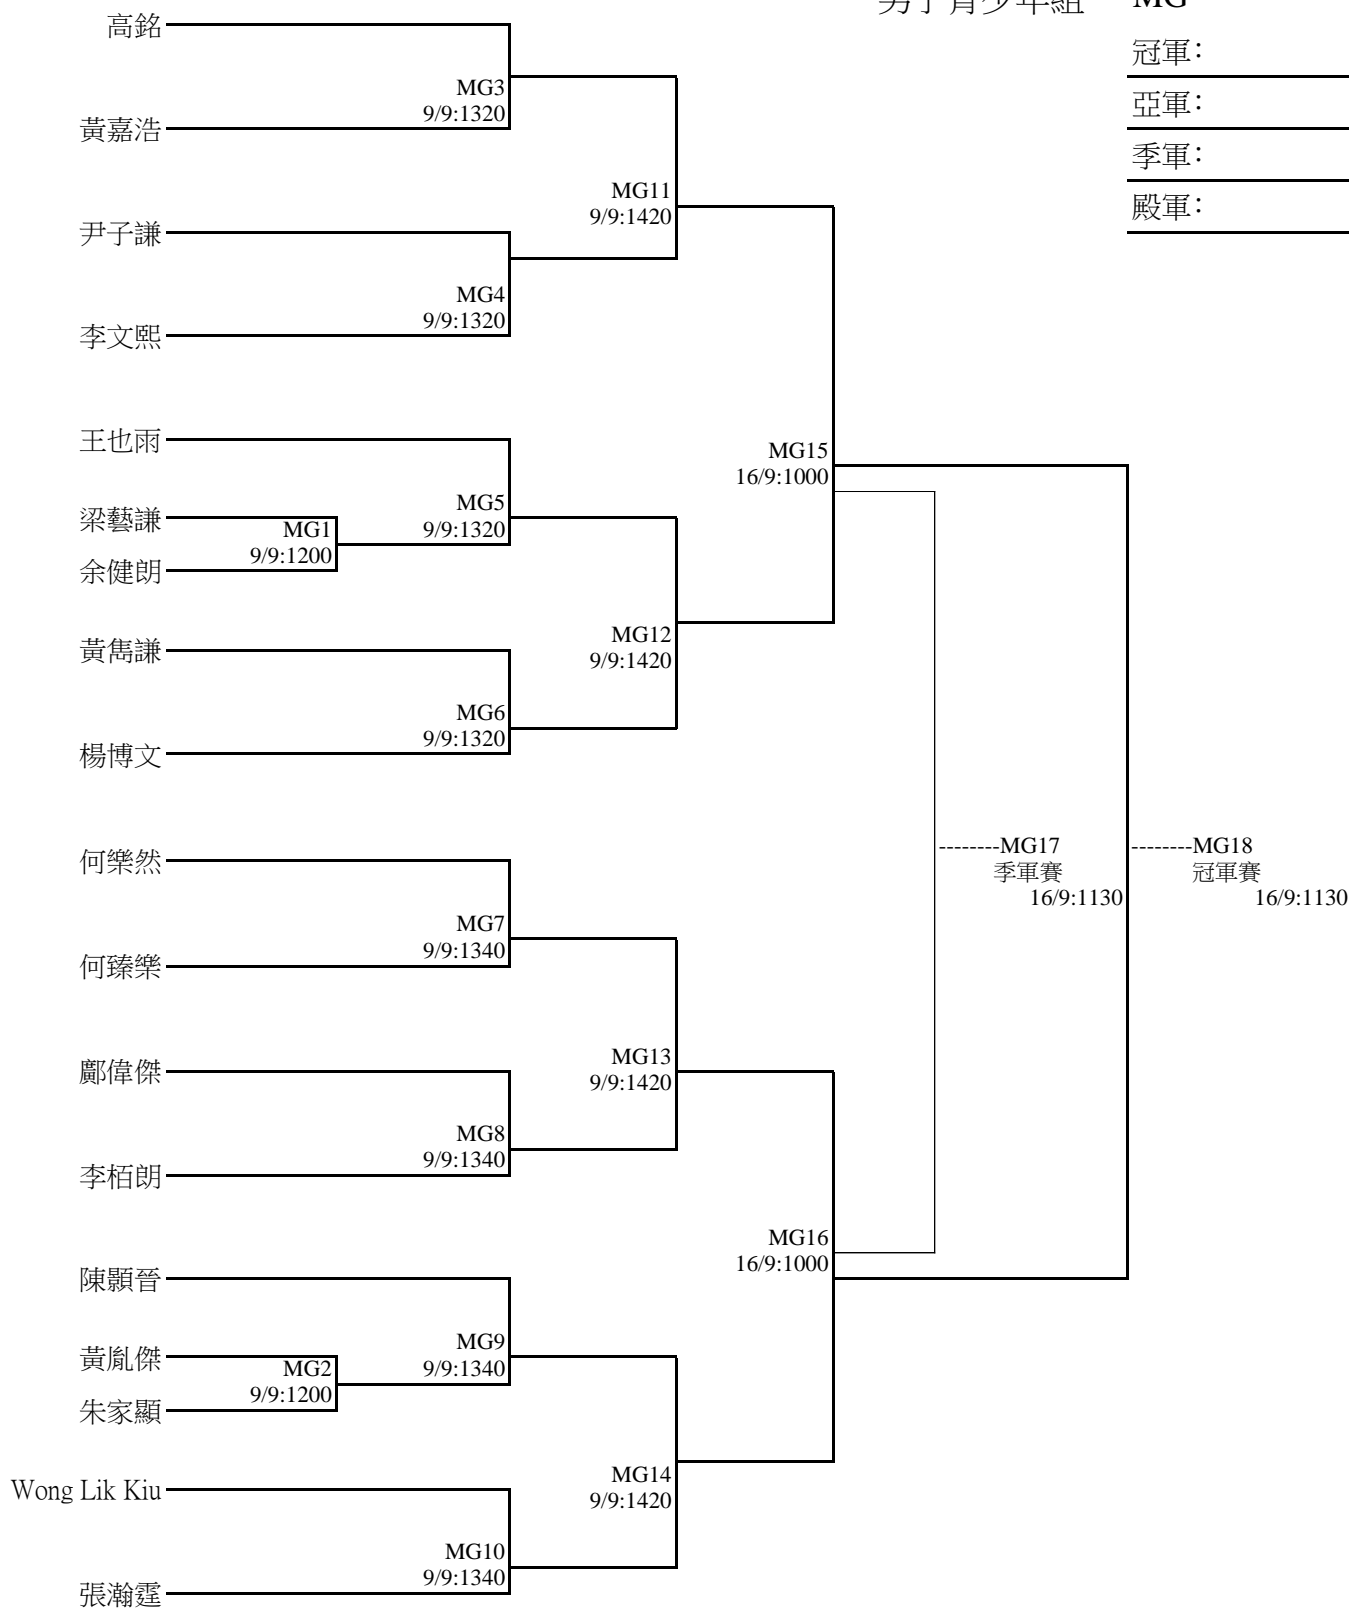 男子青少年組 MG
冠軍：
亞軍：
季軍：
殿軍：
高銘
MG3
9/9:1320
黃嘉浩
MG11
9/9:1420
尹子謙
MG4
9/9:1320
李文熙
王也雨
MG15
16/9:1000
MG5
9/9:1320
梁藝謙
MG1
9/9:1200
余健朗
MG12
9/9:1420
黃雋謙
MG6
9/9:1320
楊博文
--------MG17
季軍賽
16/9:1130
--------MG18
冠軍賽
16/9:1130
何樂然
MG7
9/9:1340
何臻樂
MG13
9/9:1420
鄺偉傑
MG8
9/9:1340
李栢朗
MG16
16/9:1000
陳顥晉
MG9
9/9:1340
黃胤傑
MG2
9/9:1200
朱家顯
MG14
9/9:1420
Wong Lik Kiu
MG10
9/9:1340
張瀚霆